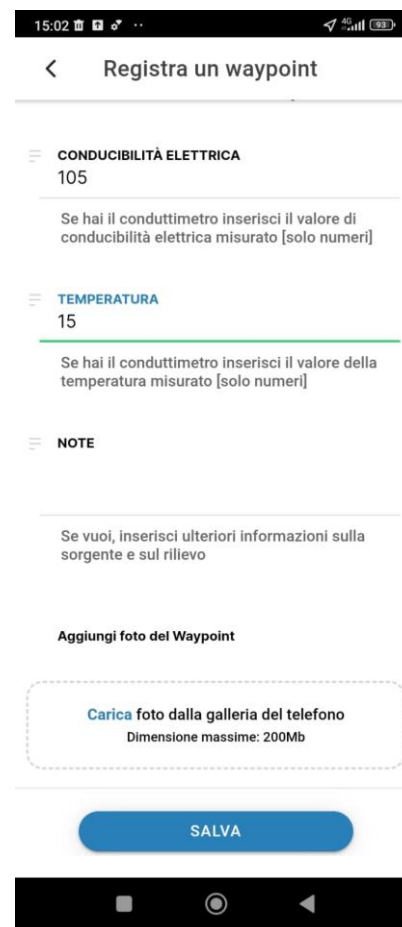 15:02
4G
93
Registra un waypoint
CONDUCIBILITÀ ELETTRICA
105
Se hai il conduttimetro inserisci il valore di
conducibilità elettrica misurato [solo numeri]
TEMPERATURA
15
Se hai il conduttimetro inserisci il valore della
temperatura misurato [solo numeri]
NOTE
Se vuoi, inserisci ulteriori informazioni sulla
sorgente e sul rilievo
Aggiungi foto del Waypoint
Carica foto dalla galleria del telefono
Dimensione massime: 200Mb
SALVA